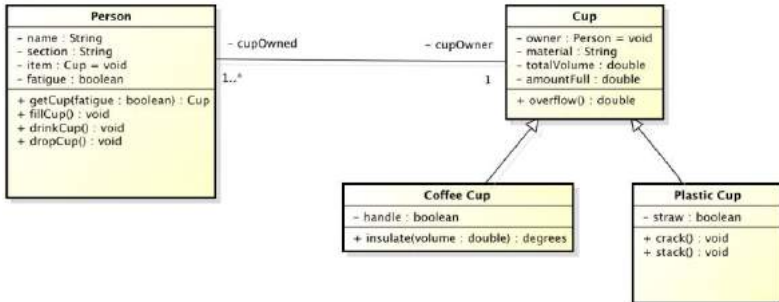 Person
- name : String
- section : String
- item : Cup = void
- fatigue : boolean
+ getCup(fatigue : boolean) : Cup
+ fillCup() : void
+ drinkCup() : void
+ dropCup() : void
- cupOwned
1..*
- cupOwner
1
Cup
- owner : Person = void
- material : String
- totalVolume : double
- amountFull : double
+ overflow() : double
Coffee Cup
- handle : boolean
+ insulate(volume : double) : degrees
Plastic Cup
- straw : boolean
+ crack() : void
+ stack() : void